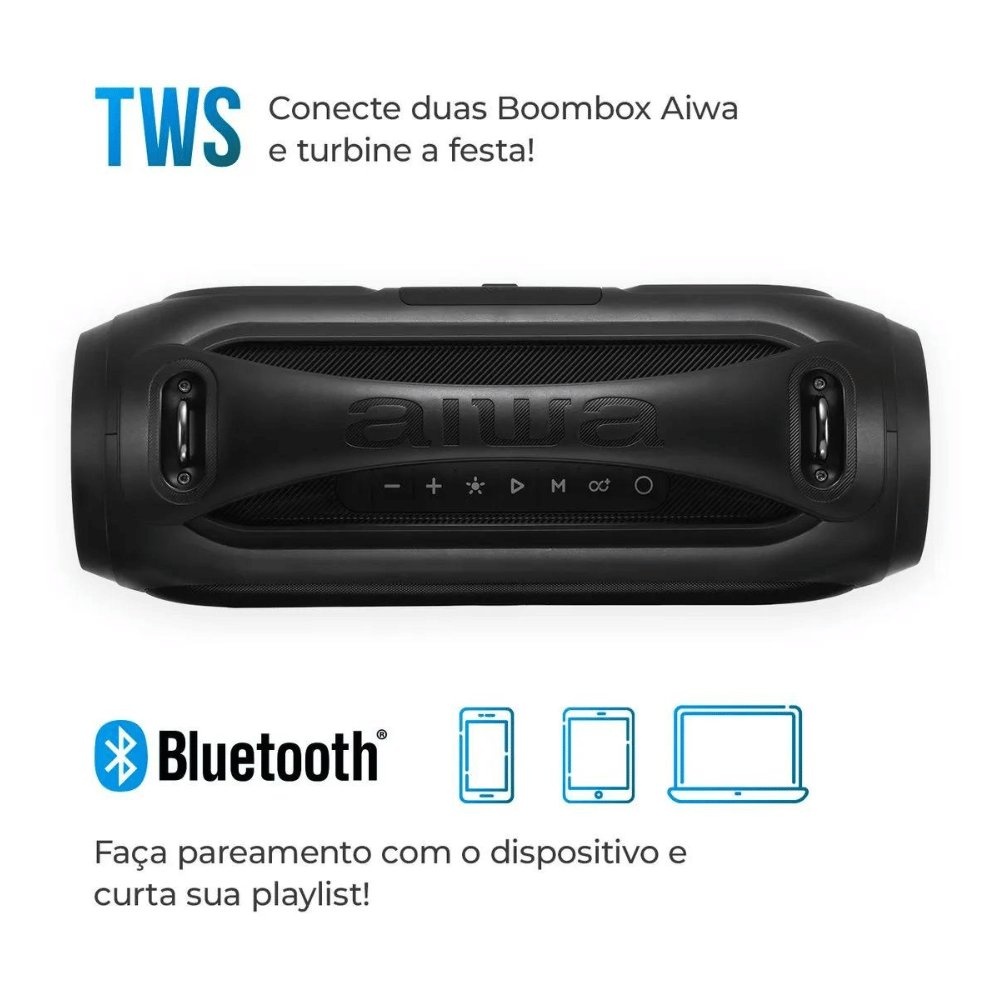 TWS
Conecte duas Boombox Aiwa
e turbine a festa!
aiwa
M
Bluetooth®
Faça pareamento com o dispositivo e
curta sua playlist!